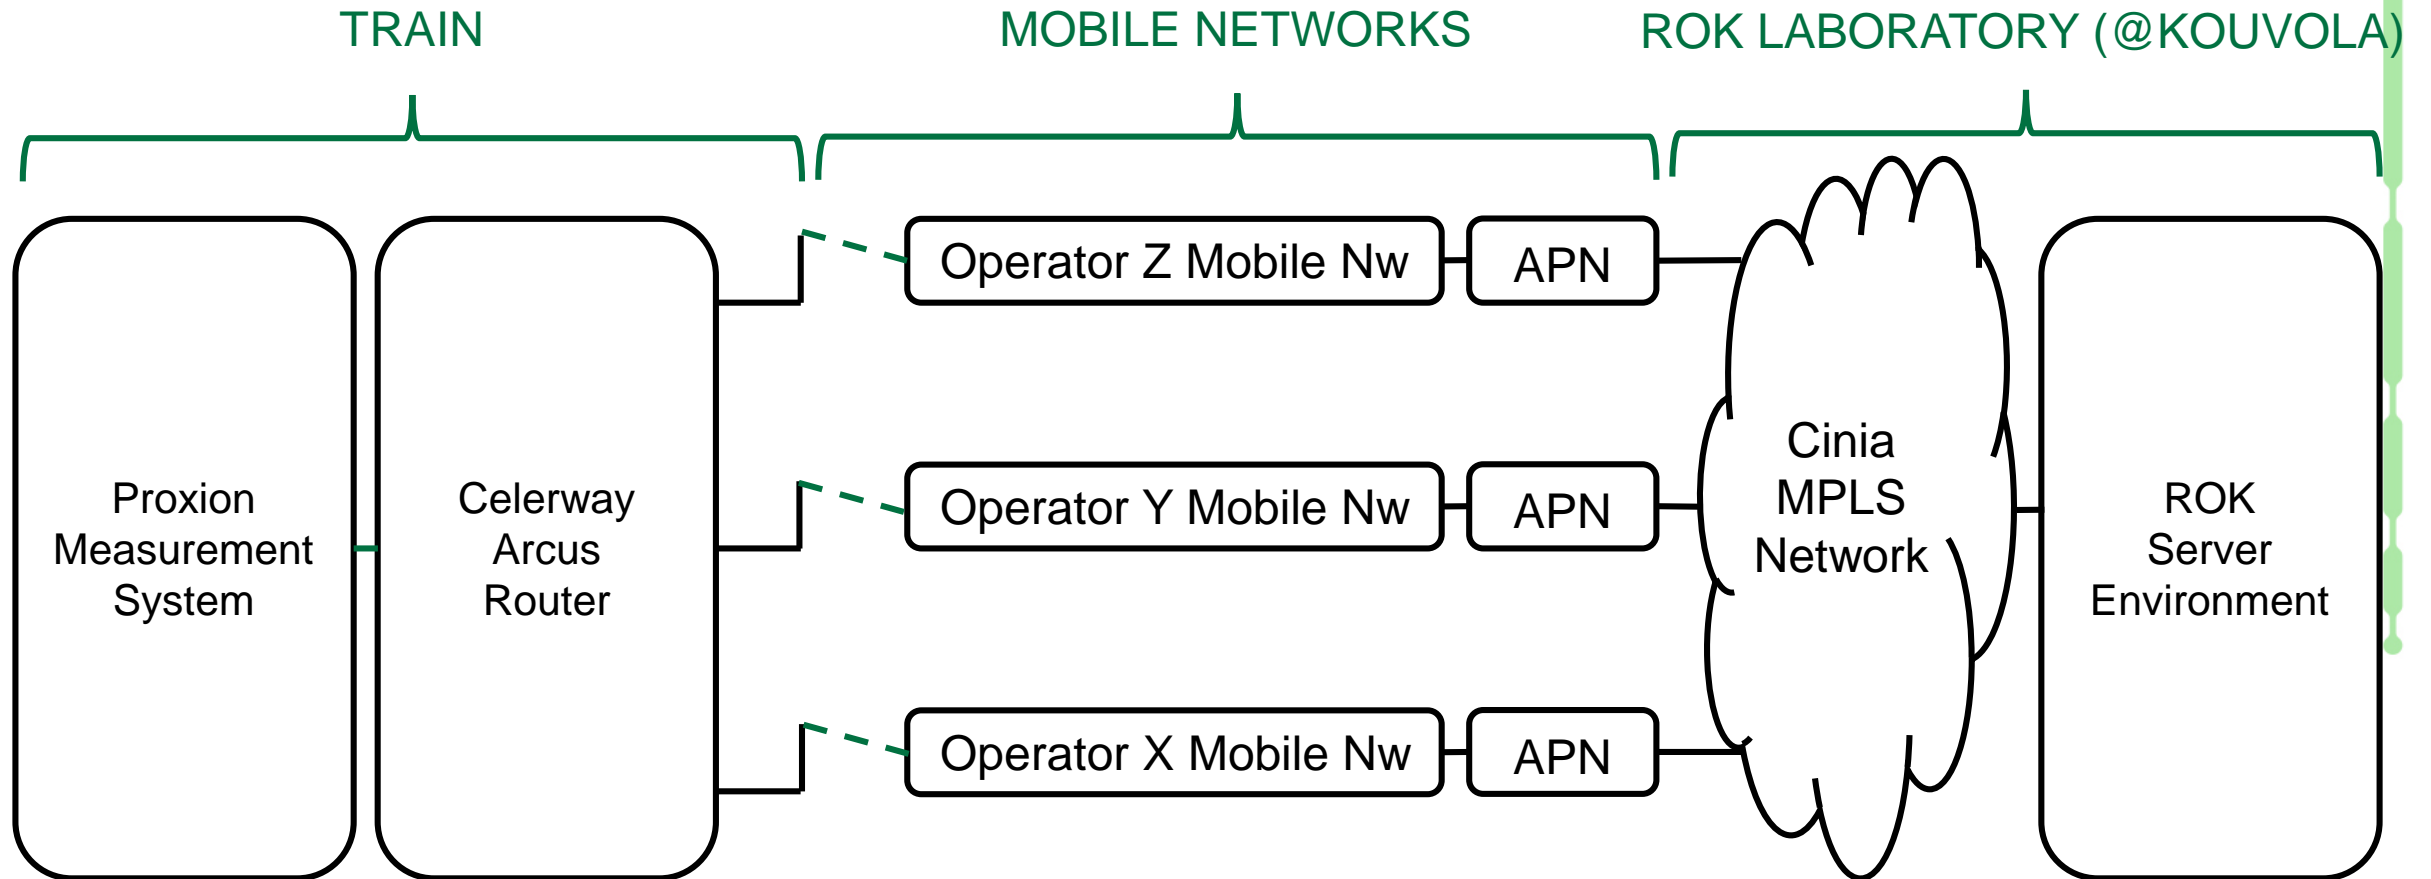 TRAIN
MOBILE NETWORKS
ROK LABORATORY (@KOUVOLA)
Proxion
Measurement
System
Celerway
Arcus
Router
Operator Z Mobile Nw
APN
Operator Y Mobile Nw
APN
Operator X Mobile Nw
APN
Cinia
MPLS
Network
ROK
Server
Environment